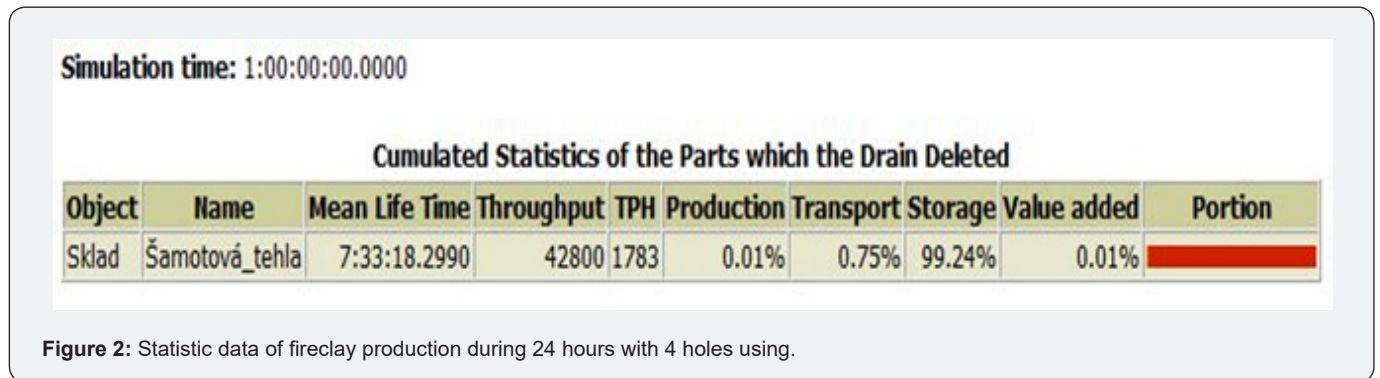 Simulation time: 1:00:00:00.0000
Cumulated Statistics of the Parts which the Drain Deleted
Object Name Mean Life Time Throughput TPH Production Transport Storage Value added Portion
Sklad Šamotová_tehla 7:33:18.2990 42800 1783 0.01% 0.75% 99.24% 0.01%
Figure 2: Statistic data of fireclay production during 24 hours with 4 holes using.